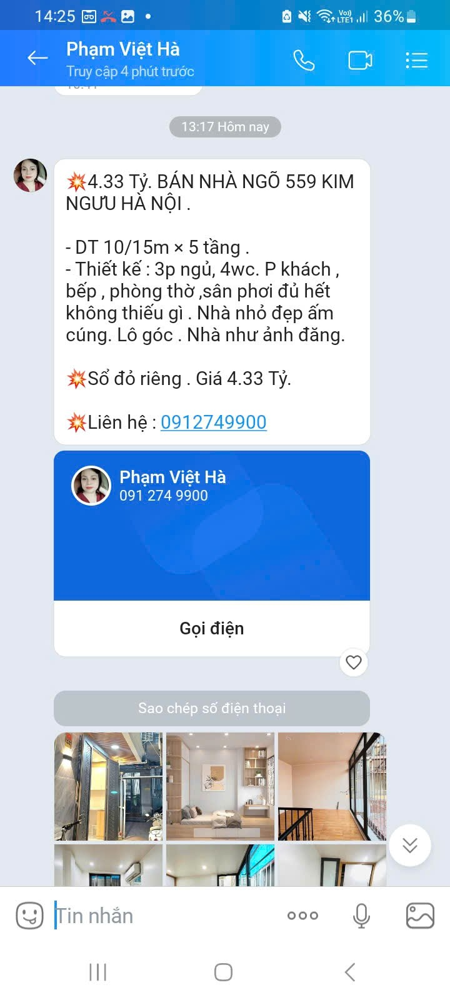 14:25
Vo)) LTE1
36%
Phạm Việt Hà
Truy cập 4 phút trước
13:17 Hôm nay
💥4.33 Tỷ. BÁN NHÀ NGÕ 559 KIM
NGƯU HÀ NỘI .
- DT 10/15m × 5 tầng .
- Thiết kế : 3p ngủ, 4wc. P khách ,
bếp , phòng thờ ,sân phơi đủ hết
không thiếu gì . Nhà nhỏ đẹp ấm
cúng. Lô góc . Nhà như ảnh đăng.
💥Sổ đỏ riêng . Giá 4.33 Tỷ.
💥Liên hệ : 0912749900
Phạm Việt Hà
091 274 9900
Gọi điện
Sao chép số điện thoại
Tin nhắn